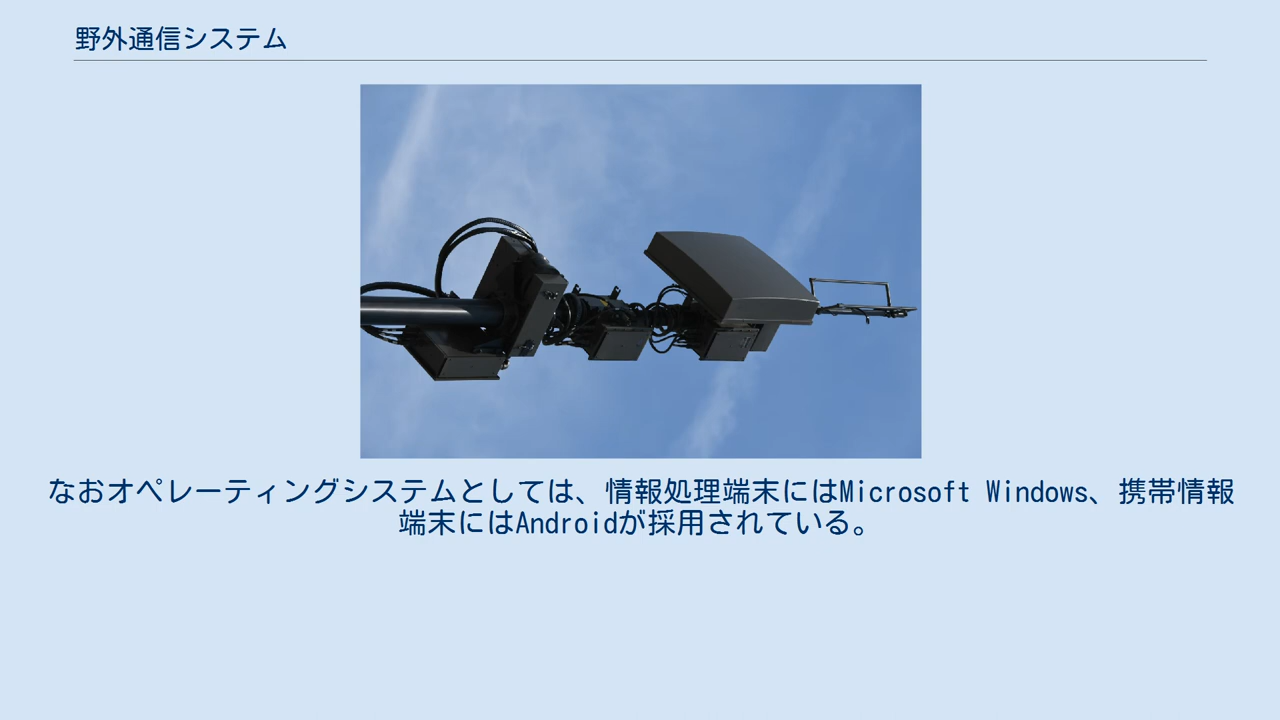 野外通信システム
なおオペレーティングシステムとしては、情報処理端末にはMicrosoft Windows、携帯情報
端末にはAndroidが採用されている。